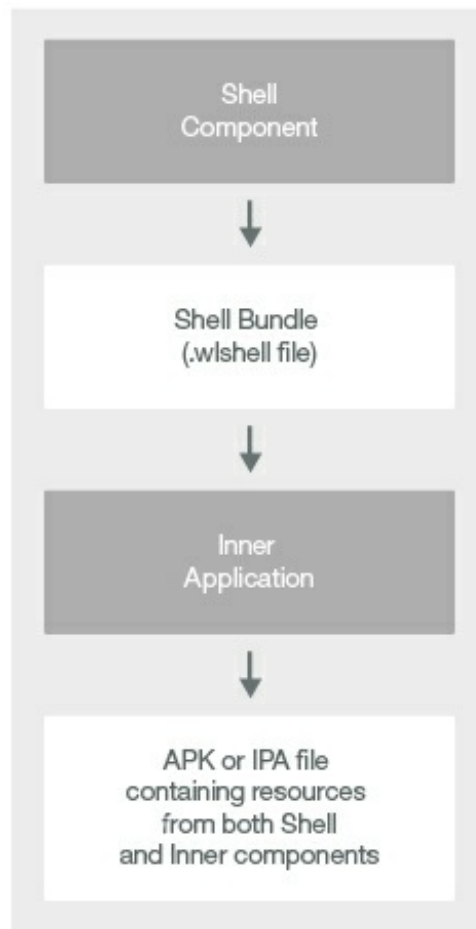 Shell
Component
Shell Bundle
(.wlshell file)
Inner
Application
APK or IPA file
containing resources
from both Shell
and Inner components